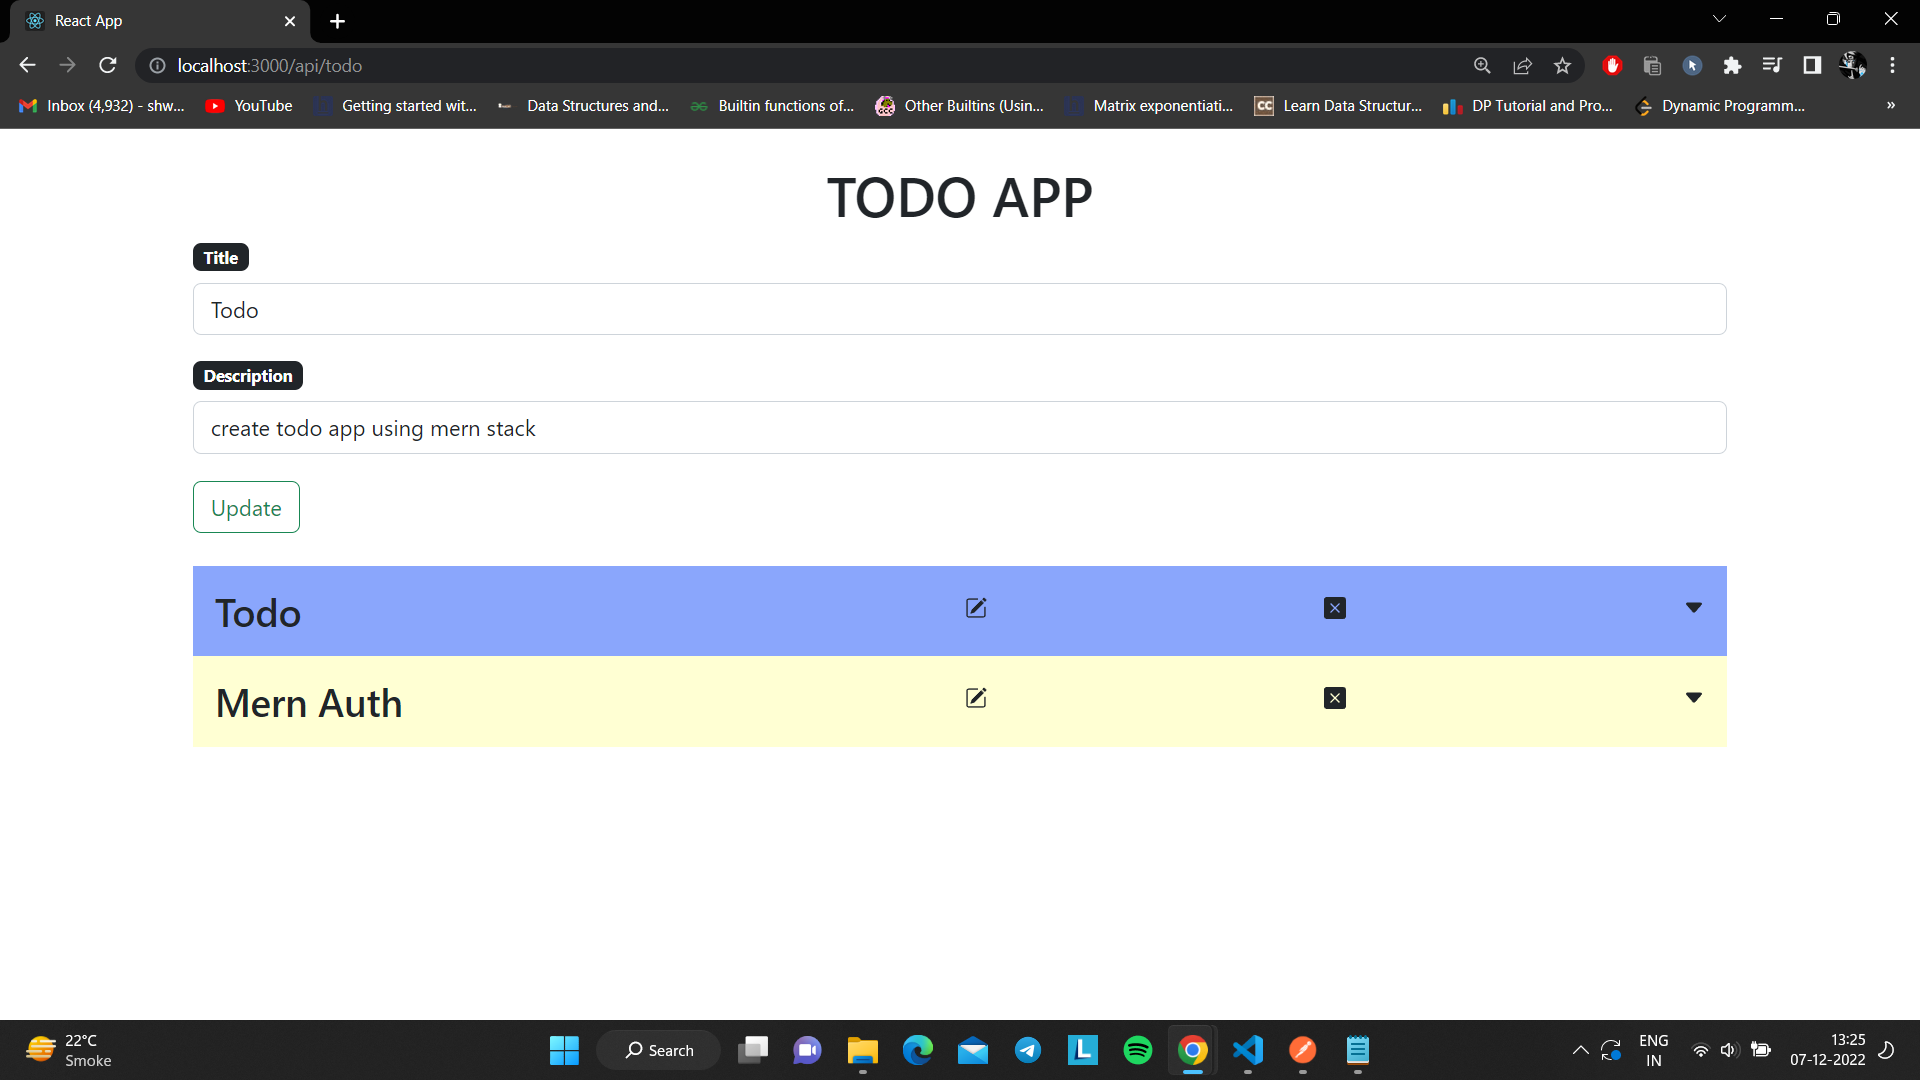 React App
localhost:3000/api/todo
Inbox (4,932) - shw... YouTube Getting started wit... Data Structures and... Builtin functions of... Other Builtins (Usin... Matrix exponentiati... CC Learn Data Structur... DP Tutorial and Pro... Dynamic Programm... »
TODO APP
Title
Todo
Description
create todo app using mern stack
Update
Todo
Mern Auth
22°C
Smoke
Search
L
ENG
IN
13:25
07-12-2022